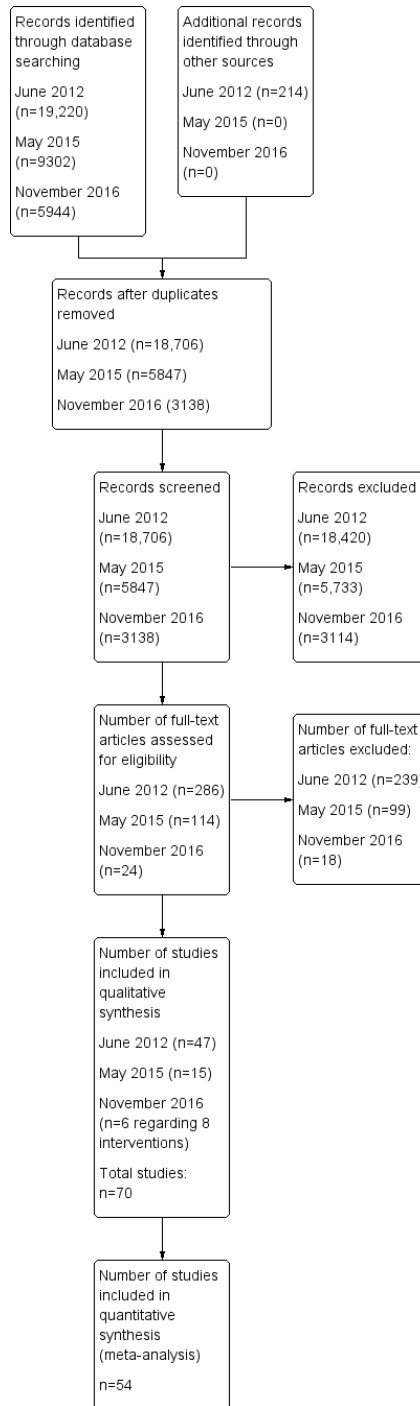 Records identified
through database
searching
June 2012
(n=19,220)
May 2015
(n=9302)
November 2016
(n=5944)
Additional records
identified through
other sources
June 2012 (n=214)
May 2015 (n=0)
November 2016
(n=0)
Records after duplicates
removed
June 2012 (n=18,706)
May 2015 (n=5847)
November 2016 (3138)
Records screened
June 2012
(n=18,706)
May 2015
(n=5847)
November 2016
(n=3138)
Records excluded
June 2012
(n=18,420)
May 2015
(n=5,733)
November 2016
(n=3114)
Number of full-text
articles assessed
for eligibility
June 2012 (n=286)
May 2015 (n=114)
November 2016
(n=24)
Number of full-text
articles excluded:
June 2012 (n=239)
May 2015 (n=99)
November 2016
(n=18)
Number of studies
included in
qualitative
synthesis
June 2012 (n=47)
May 2015 (n=15)
November 2016
(n=6 regarding 8
interventions)
Total studies:
n=70
Number of studies
included in
quantitative
synthesis
(meta-analysis)
n=54